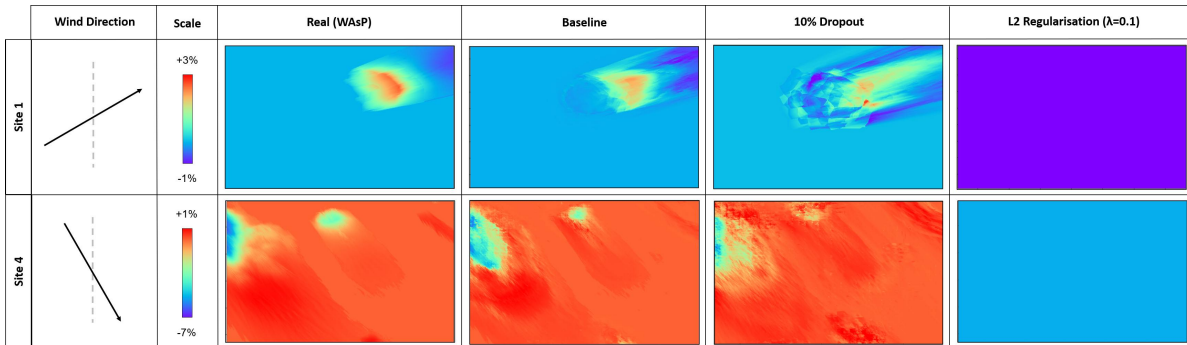 Wind Direction Scale Real (WAsP) Baseline 10% Dropout L2 Regularisation (λ=0.1)
Site 1
+3%
-1%
Site 4
+1%
-7%